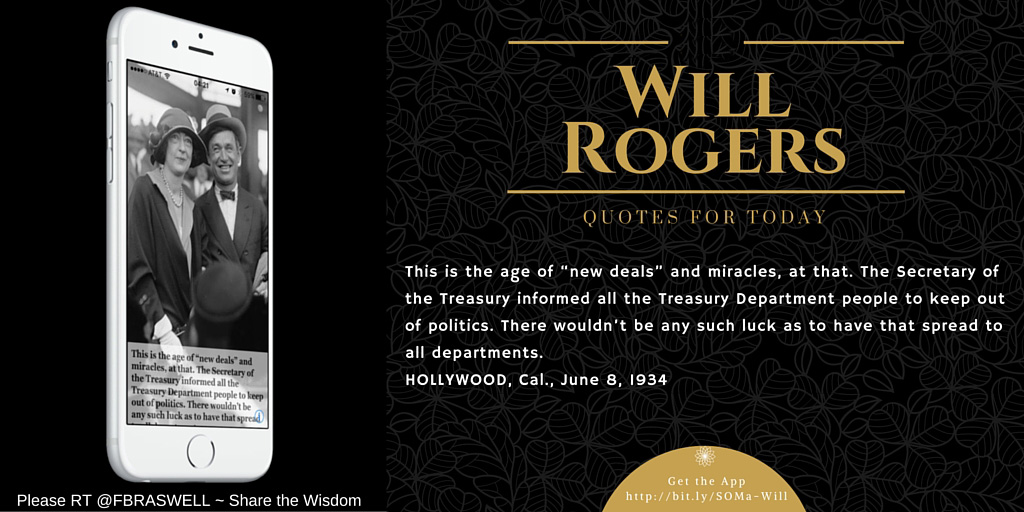 AT&T
04:21
50%
This is the age of “new deals” and
miracles, at that. The Secretary of
the Treasury informed all the
Treasury Department people to keep
out of politics. There wouldn't be
any such luck as to have that spread
Please RT @FBRASWELL ~ Share the Wisdom
WILL
ROGERS
QUOTES FOR TODAY
This is the age of “new deals” and miracles, at that. The Secretary of
the Treasury informed all the Treasury Department people to keep out
of politics. There wouldn't be any such luck as to have that spread to
all departments.
HOLLYWOOD, Cal., June 8, 1934
Get the App
http://bit.ly/SOMa-Will